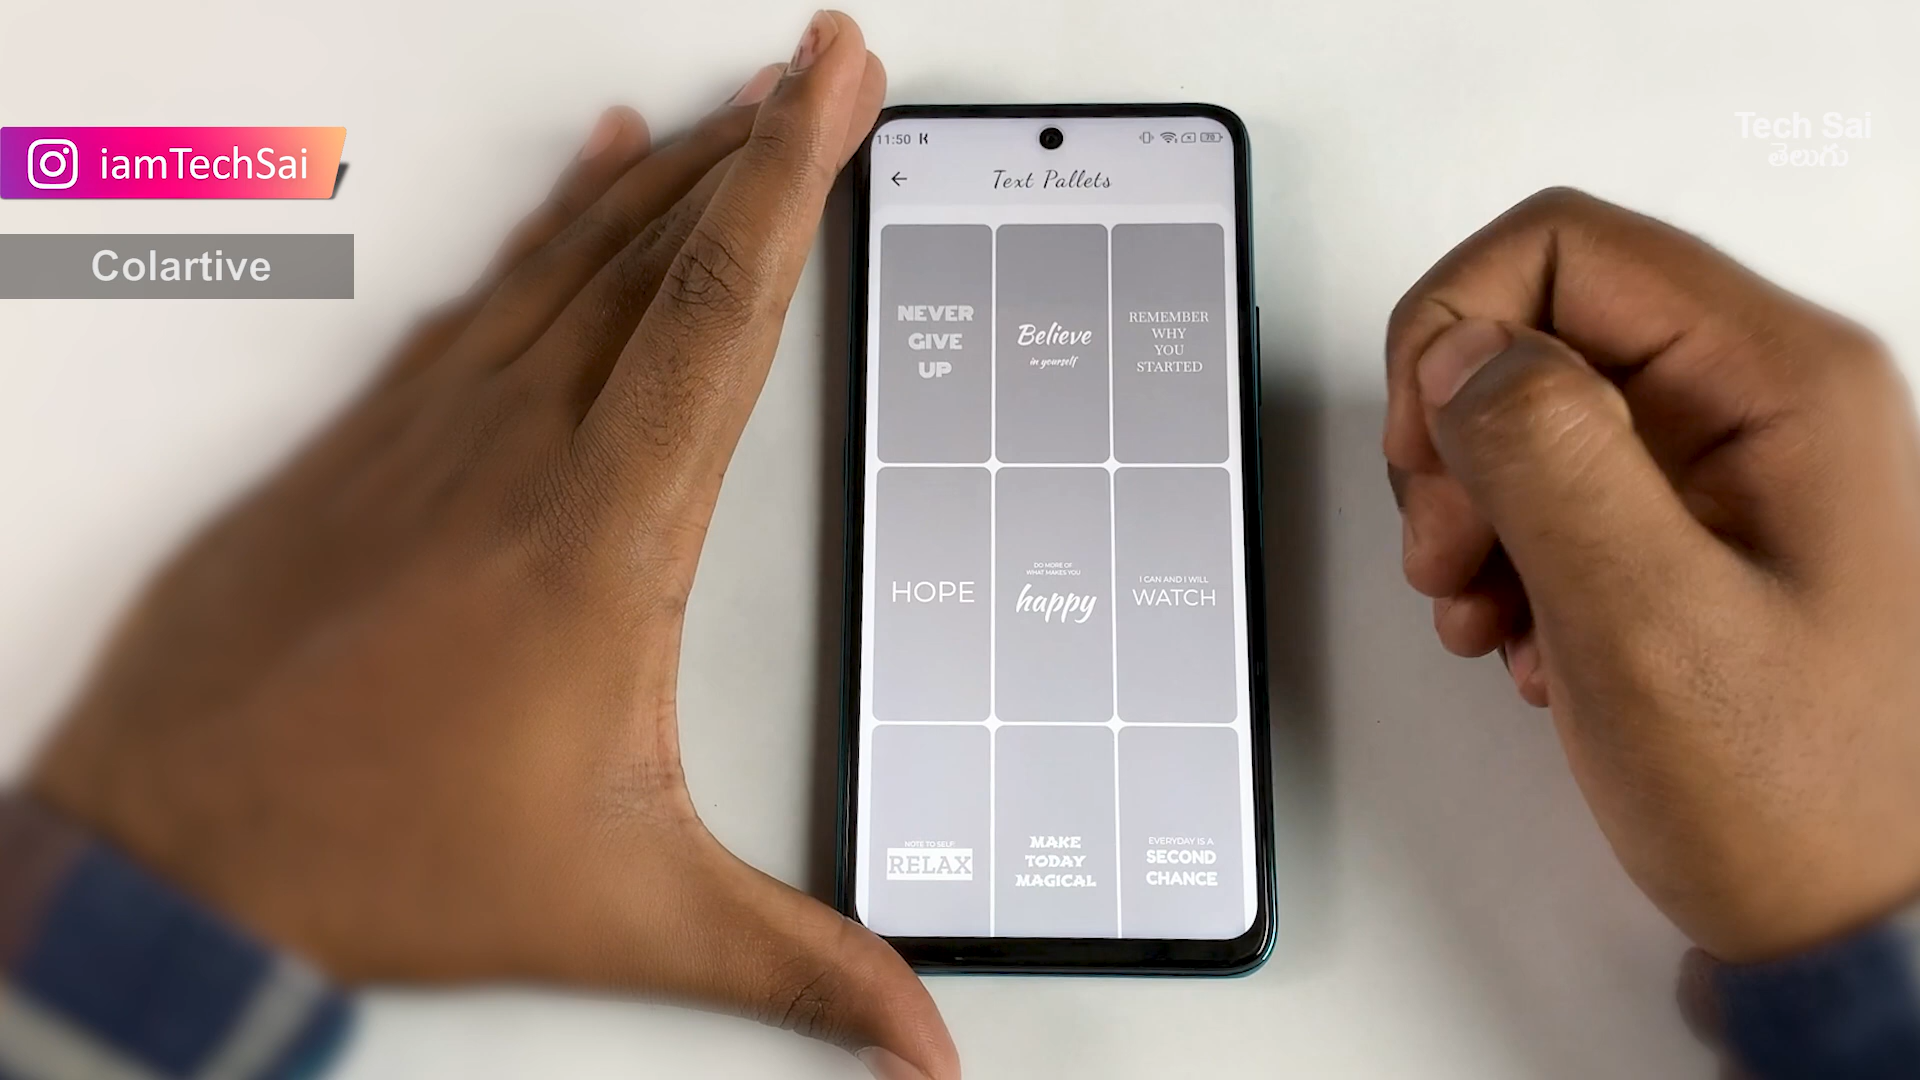 iamTechSai
Colartive
Tech Sai
తెలుగు
11:50
70
Text Pallets
NEVER
GIVE
UP
Believe
in yourself
REMEMBER
WHY
YOU
STARTED
HOPE
DO MORE OF
WHAT MAKES YOU
happy
I CAN AND I WILL
WATCH
NOTE TO SELF
RELAX
MAKE
TODAY
MAGICAL
EVERYDAY IS A
SECOND
CHANCE